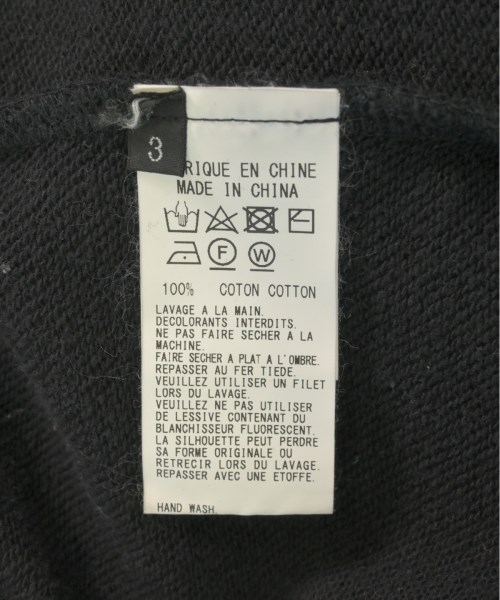 3
RIQUE EN CHINE
MADE IN CHINA
F W
100% COTON COTTON
LAVAGE A LA MAIN.
DECOLORANTS INTERDITS.
NE PAS FAIRE SECHER A LA
MACHINE.
FAIRE SECHER A PLAT A L'OMBRE.
REPASSER AU FER TIEDE.
VEUILLEZ UTILISER UN FILET
LORS DU LAVAGE.
VEUILLEZ NE PAS UTILISER
DE LESSIVE CONTENANT DU
BLANCHISSEUR FLUORESCENT.
LA SILHOUETTE PEUT PERDRE
SA FORME ORIGINALE OU
RETRECIR LORS DU LAVAGE.
REPASSER AVEC UNE ETOFFE.
HAND WASH.